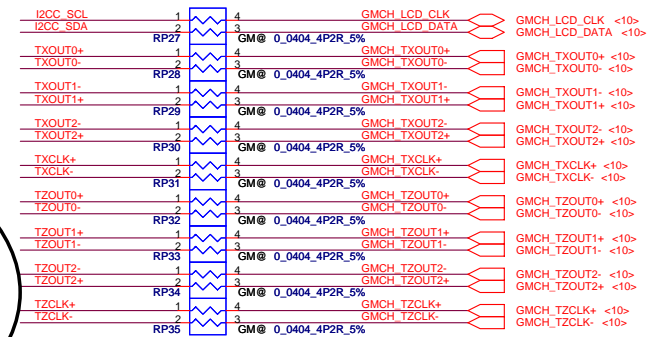 I2CC_SCL 1 4 GMCH_LCD_CLK GMCH_LCD_CLK <10>
I2CC_SDA 2 3 GMCH_LCD_DATA GMCH_LCD_DATA <10>
RP27 GM@ 0_0404_4P2R_5%
TXOUT0+ 1 4 GMCH_TXOUT0+ GMCH_TXOUT0+ <10>
TXOUT0- 2 3 GMCH_TXOUT0- GMCH_TXOUT0- <10>
RP28 GM@ 0_0404_4P2R_5%
TXOUT1- 1 4 GMCH_TXOUT1- GMCH_TXOUT1- <10>
TXOUT1+ 2 3 GMCH_TXOUT1+ GMCH_TXOUT1+ <10>
RP29 GM@ 0_0404_4P2R_5%
TXOUT2- 1 4 GMCH_TXOUT2- GMCH_TXOUT2- <10>
TXOUT2+ 2 3 GMCH_TXOUT2+ GMCH_TXOUT2+ <10>
RP30 GM@ 0_0404_4P2R_5%
TXCLK+ 1 4 GMCH_TXCLK+ GMCH_TXCLK+ <10>
TXCLK- 2 3 GMCH_TXCLK- GMCH_TXCLK- <10>
RP31 GM@ 0_0404_4P2R_5%
TZOUT0+ 1 4 GMCH_TZOUT0+ GMCH_TZOUT0+ <10>
TZOUT0- 2 3 GMCH_TZOUT0- GMCH_TZOUT0- <10>
RP32 GM@ 0_0404_4P2R_5%
TZOUT1+ 1 4 GMCH_TZOUT1+ GMCH_TZOUT1+ <10>
TZOUT1- 2 3 GMCH_TZOUT1- GMCH_TZOUT1- <10>
RP33 GM@ 0_0404_4P2R_5%
TZOUT2- 1 4 GMCH_TZOUT2- GMCH_TZOUT2- <10>
TZOUT2+ 2 3 GMCH_TZOUT2+ GMCH_TZOUT2+ <10>
RP34 GM@ 0_0404_4P2R_5%
TZCLK+ 1 4 GMCH_TZCLK+ GMCH_TZCLK+ <10>
TZCLK- 2 3 GMCH_TZCLK- GMCH_TZCLK- <10>
RP35 GM@ 0_0404_4P2R_5%